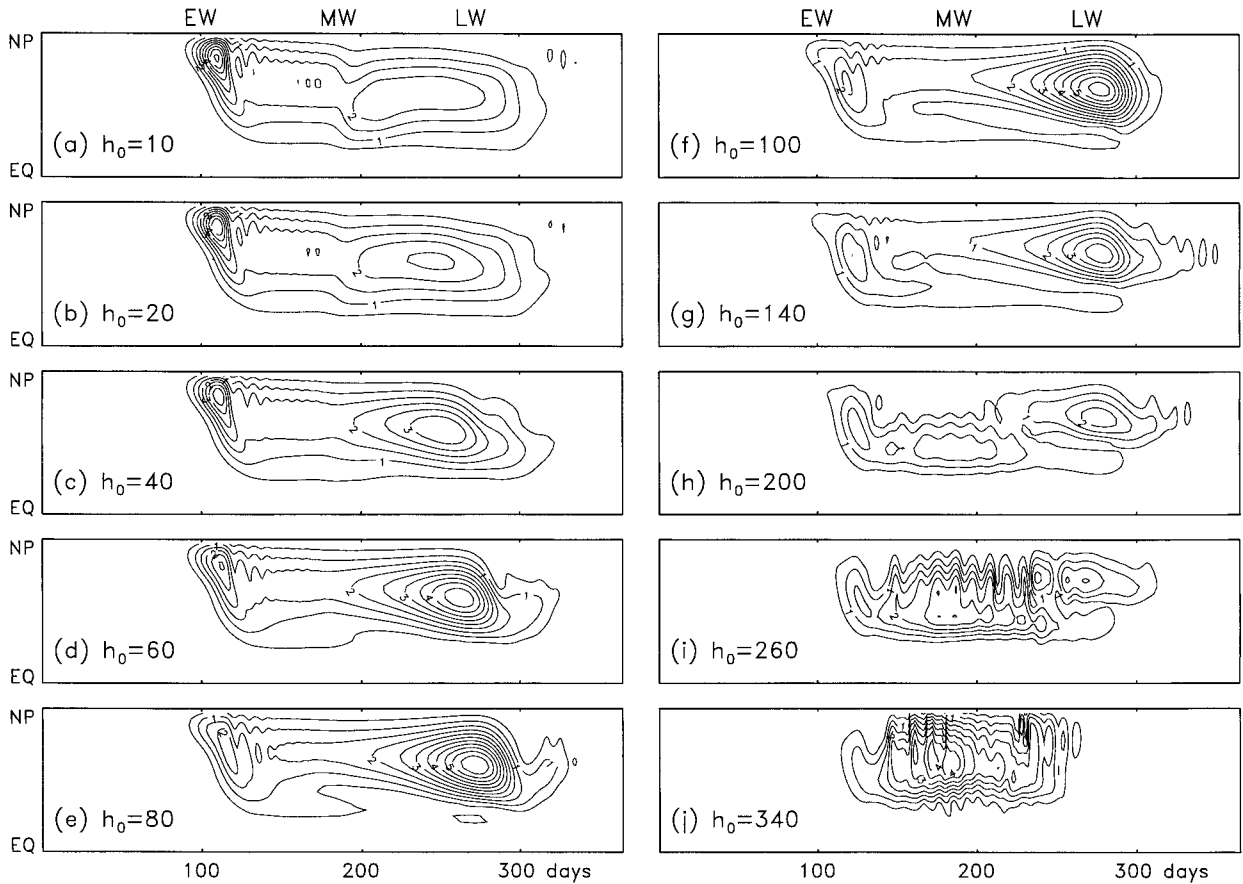 EW MW LW
NP
(a) h₀=10
EQ
NP
(b) h₀=20
EQ
NP
(c) h₀=40
EQ
NP
(d) h₀=60
EQ
NP
(e) h₀=80
EQ
100 200 300 days
EW MW LW
(f) h₀=100
(g) h₀=140
(h) h₀=200
(i) h₀=260
(j) h₀=340
100 200 300 days